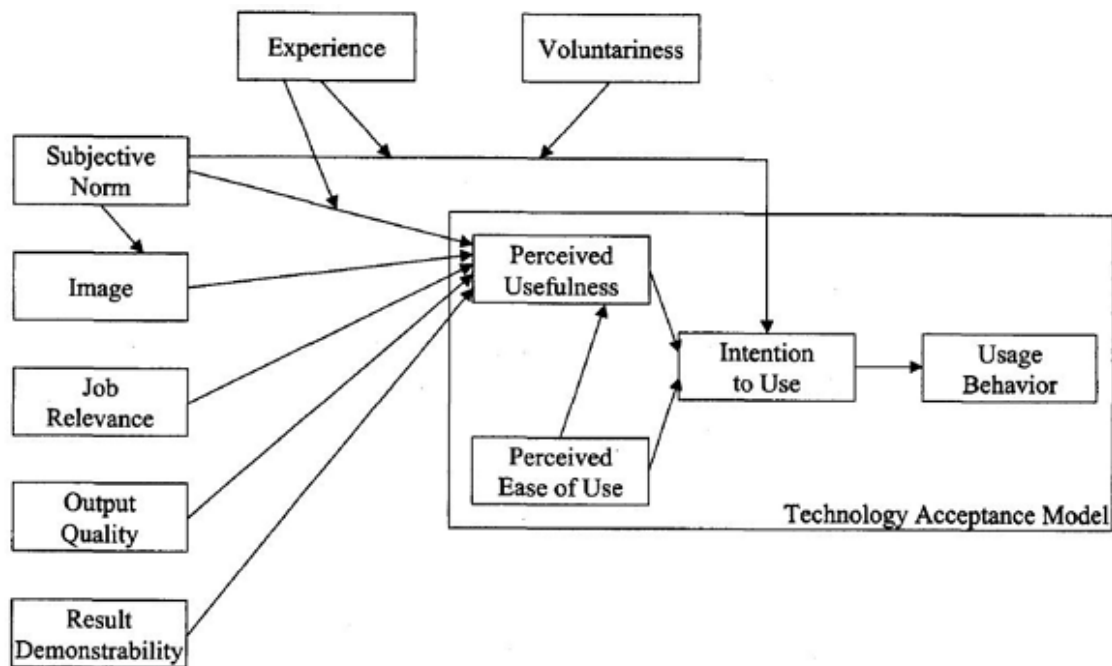 Experience
Voluntariness
Subjective
Norm
Image
Job
Relevance
Output
Quality
Result
Demonstrability
Perceived
Usefulness
Perceived
Ease of Use
Intention
to Use
Usage
Behavior
Technology Acceptance Model